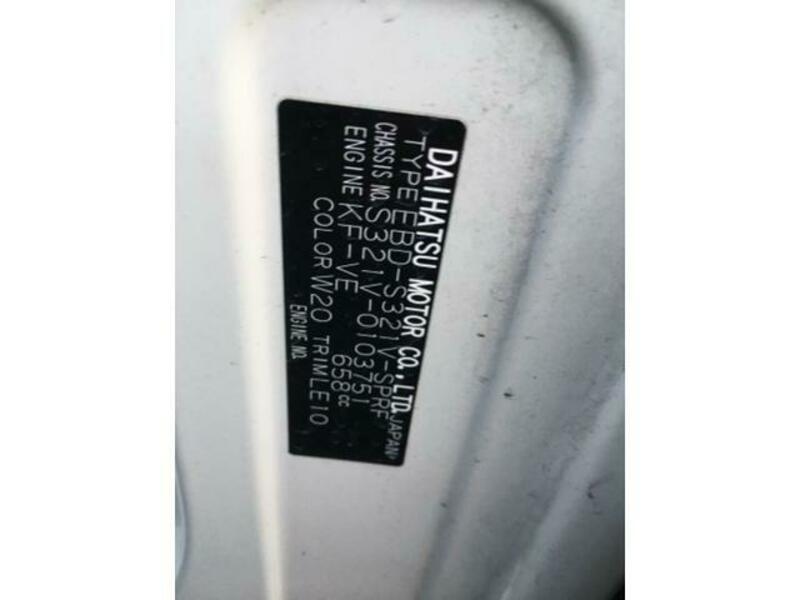 DAIHATSU MOTOR CO.,LTD. JAPAN
TYPE/EBD-S321V-SPRF
CHASSIS NO. S321V-0103751
ENGINE KF-VE 658cc
COLOR W20 TRIM LE10
ENGINE NO.